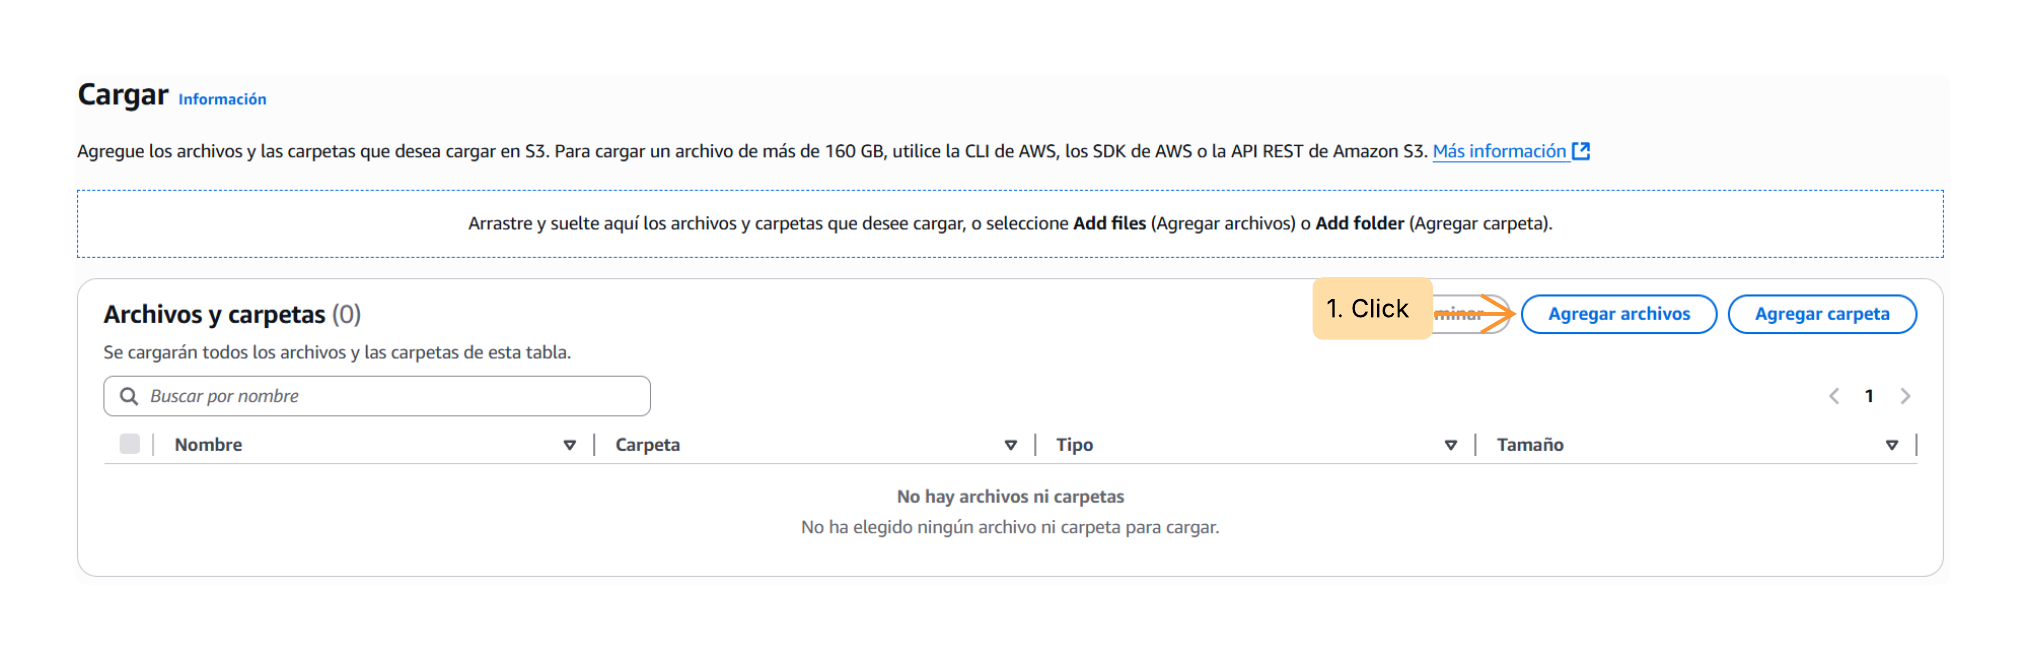 Cargar Información
Agregue los archivos y las carpetas que desea cargar en S3. Para cargar un archivo de más de 160 GB, utilice la CLI de AWS, los SDK de AWS o la API REST de Amazon S3. Más información
Arrastre y suelte aquí los archivos y carpetas que desee cargar, o seleccione Add files (Agregar archivos) o Add folder (Agregar carpeta).
Archivos y carpetas (0)
1. Click
Agregar archivos
Agregar carpeta
Se cargarán todos los archivos y las carpetas de esta tabla.
Buscar por nombre
1
Nombre Carpeta Tipo Tamaño
No hay archivos ni carpetas
No ha elegido ningún archivo ni carpeta para cargar.